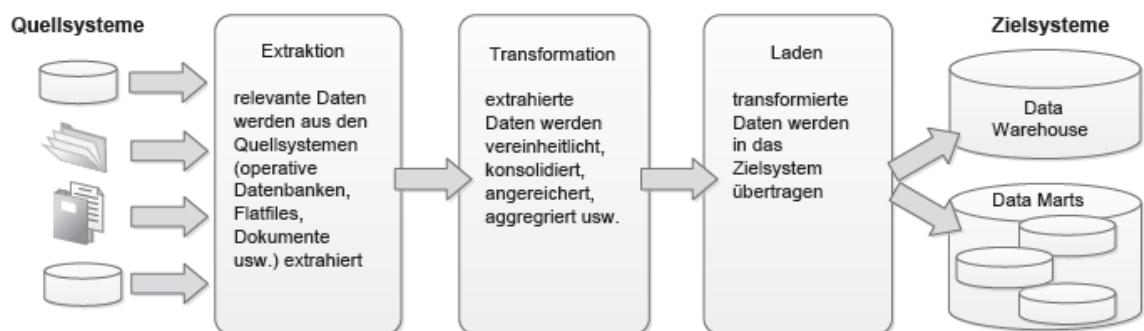 Quellsysteme
Extraktion
relevante Daten
werden aus den
Quellsystemen
(operative
Datenbanken,
Flatfiles,
Dokumente
usw.) extrahiert
Transformation
extrahierte
Daten werden
vereinheitlicht,
konsolidiert,
angereichert,
aggregriert usw.
Laden
transformierte
Daten werden
in das
Zielsystem
übertragen
Zielsysteme
Data
Warehouse
Data Marts